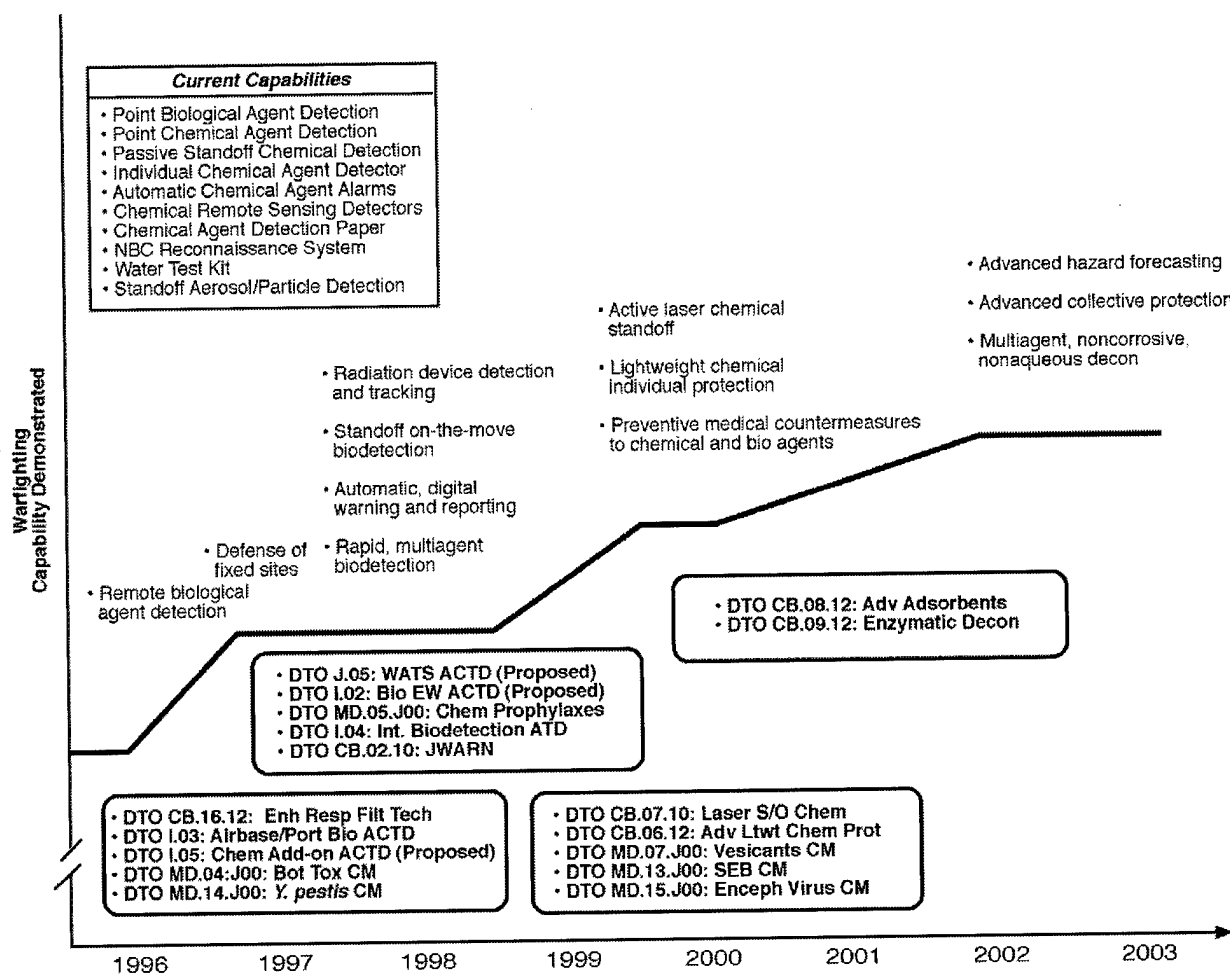 Warfighting
Capability Demonstrated
Current Capabilities
• Point Biological Agent Detection
• Point Chemical Agent Detection
• Passive Standoff Chemical Detection
• Individual Chemical Agent Detector
• Automatic Chemical Agent Alarms
• Chemical Remote Sensing Detectors
• Chemical Agent Detection Paper
• NBC Reconnaissance System
• Water Test Kit
• Standoff Aerosol/Particle Detection
• Remote biological
agent detection
• Defense of
fixed sites
• Radiation device detection
and tracking
• Standoff on-the-move
biodetection
• Automatic, digital
warning and reporting
• Rapid, multiagent
biodetection
• Active laser chemical
standoff
• Lightweight chemical
individual protection
• Preventive medical countermeasures
to chemical and bio agents
• Advanced hazard forecasting
• Advanced collective protection
• Multiagent, noncorrosive,
nonaqueous decon
• DTO CB.08.12: Adv Adsorbents
• DTO CB.09.12: Enzymatic Decon
• DTO J.05: WATS ACTD (Proposed)
• DTO I.02: Bio EW ACTD (Proposed)
• DTO MD.05.J00: Chem Prophylaxes
• DTO I.04: Int. Biodetection ATD
• DTO CB.02.10: JWARN
• DTO CB.16.12: Enh Resp Filt Tech
• DTO I.03: Airbase/Port Bio ACTD
• DTO I.05: Chem Add-on ACTD (Proposed)
• DTO MD.04:J00: Bot Tox CM
• DTO MD.14.J00: Y. pestis CM
• DTO CB.07.10: Laser S/O Chem
• DTO CB.06.12: Adv Ltwt Chem Prot
• DTO MD.07.J00: Vesicants CM
• DTO MD.13.J00: SEB CM
• DTO MD.15.J00: Enceph Virus CM
1996 1997 1998 1999 2000 2001 2002 2003